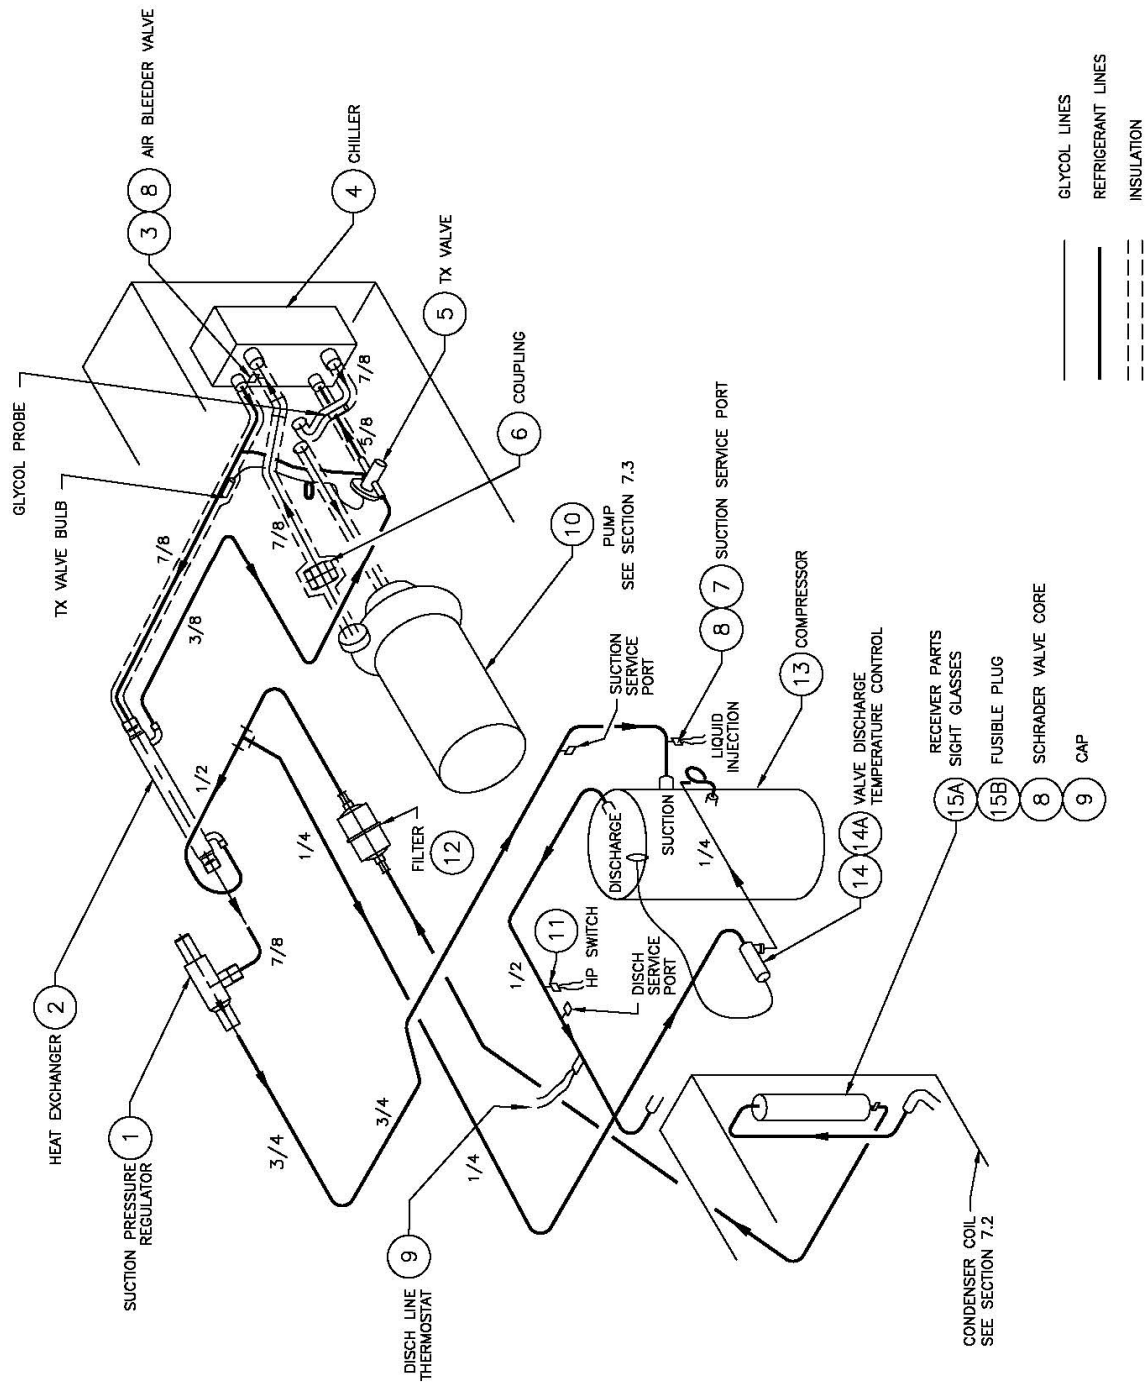 GLYCOL PROBE
TX VALVE BULB
3 8 AIR BLEEDER VALVE
4 CHILLER
5 TX VALVE
6 COUPLING
10 PUMP
SEE SECTION 7.3
HEAT EXCHANGER 2
SUCTION PRESSURE
REGULATOR
1
7/8
7/8
7/8
5/8
3/8
1/2
7/8
1/4
3/4
3/4
1/4
FILTER
12
SUCTION
SERVICE
PORT
8 7 SUCTION SERVICE PORT
LIQUID
INJECTION
13 COMPRESSOR
DISCHARGE
SUCTION
1/4
1/2
11
HP SWITCH
DISCH
SERVICE
PORT
14 14A VALVE DISCHARGE
TEMPERATURE CONTROL
DISCH LINE
THERMOSTAT
9
RECEIVER PARTS
15A SIGHT GLASSES
15B FUSIBLE PLUG
8 SCHRADER VALVE CORE
9 CAP
CONDENSER COIL
SEE SECTION 7.2
GLYCOL LINES
REFRIGERANT LINES
INSULATION